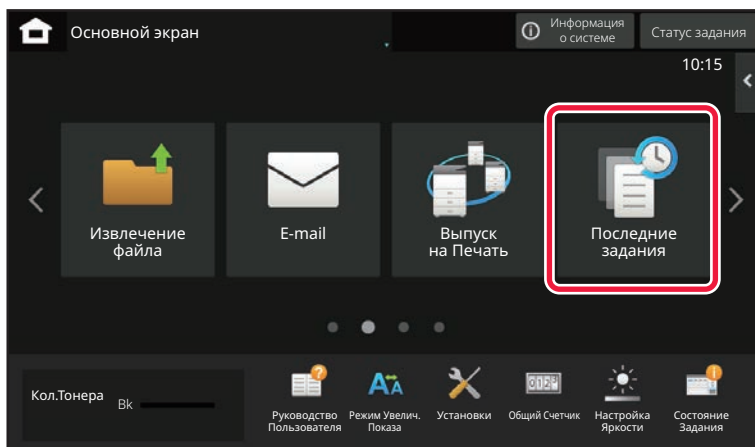 Основной экран
Информация
о системе
Статус задания
10:15
Извлечение
файла
E-mail
Выпуск
на Печать
Последние
задания
Кол.Тонера
Bk
Руководство
Пользователя
Режим Увелич.
Показа
Установки
0123
Общий Счетчик
Настройка
Яркости
Состояние
Задания